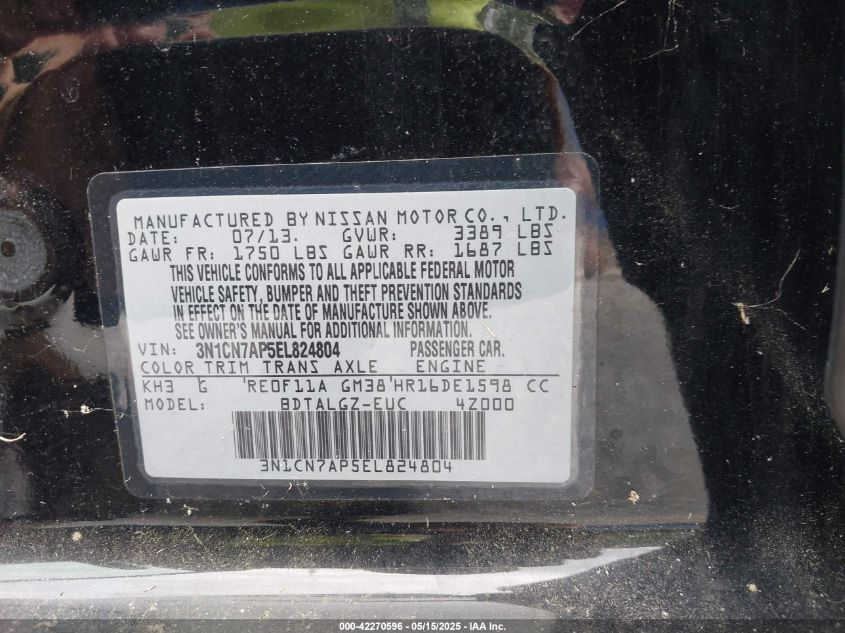 MANUFACTURED BY NISSAN MOTOR CO., LTD.
DATE: 07/13. GVWR: 3389 LBS
GAWR FR: 1750 LBS GAWR RR: 1687 LBS
THIS VEHICLE CONFORMS TO ALL APPLICABLE FEDERAL MOTOR
VEHICLE SAFETY, BUMPER AND THEFT PREVENTION STANDARDS
IN EFFECT ON THE DATE OF MANUFACTURE SHOWN ABOVE.
SEE OWNER'S MANUAL FOR ADDITIONAL INFORMATION.
VIN: 3N1CN7AP5EL824804 PASSENGER CAR.
COLOR TRIM TRANS AXLE ENGINE
KH3 G RE0F11A GM38 HR16DE1598 CC
MODEL: BDTALGZ-EUC 4Z000
3N1CN7AP5EL824804
000-42270596 - 05/15/2025 - IAA Inc.